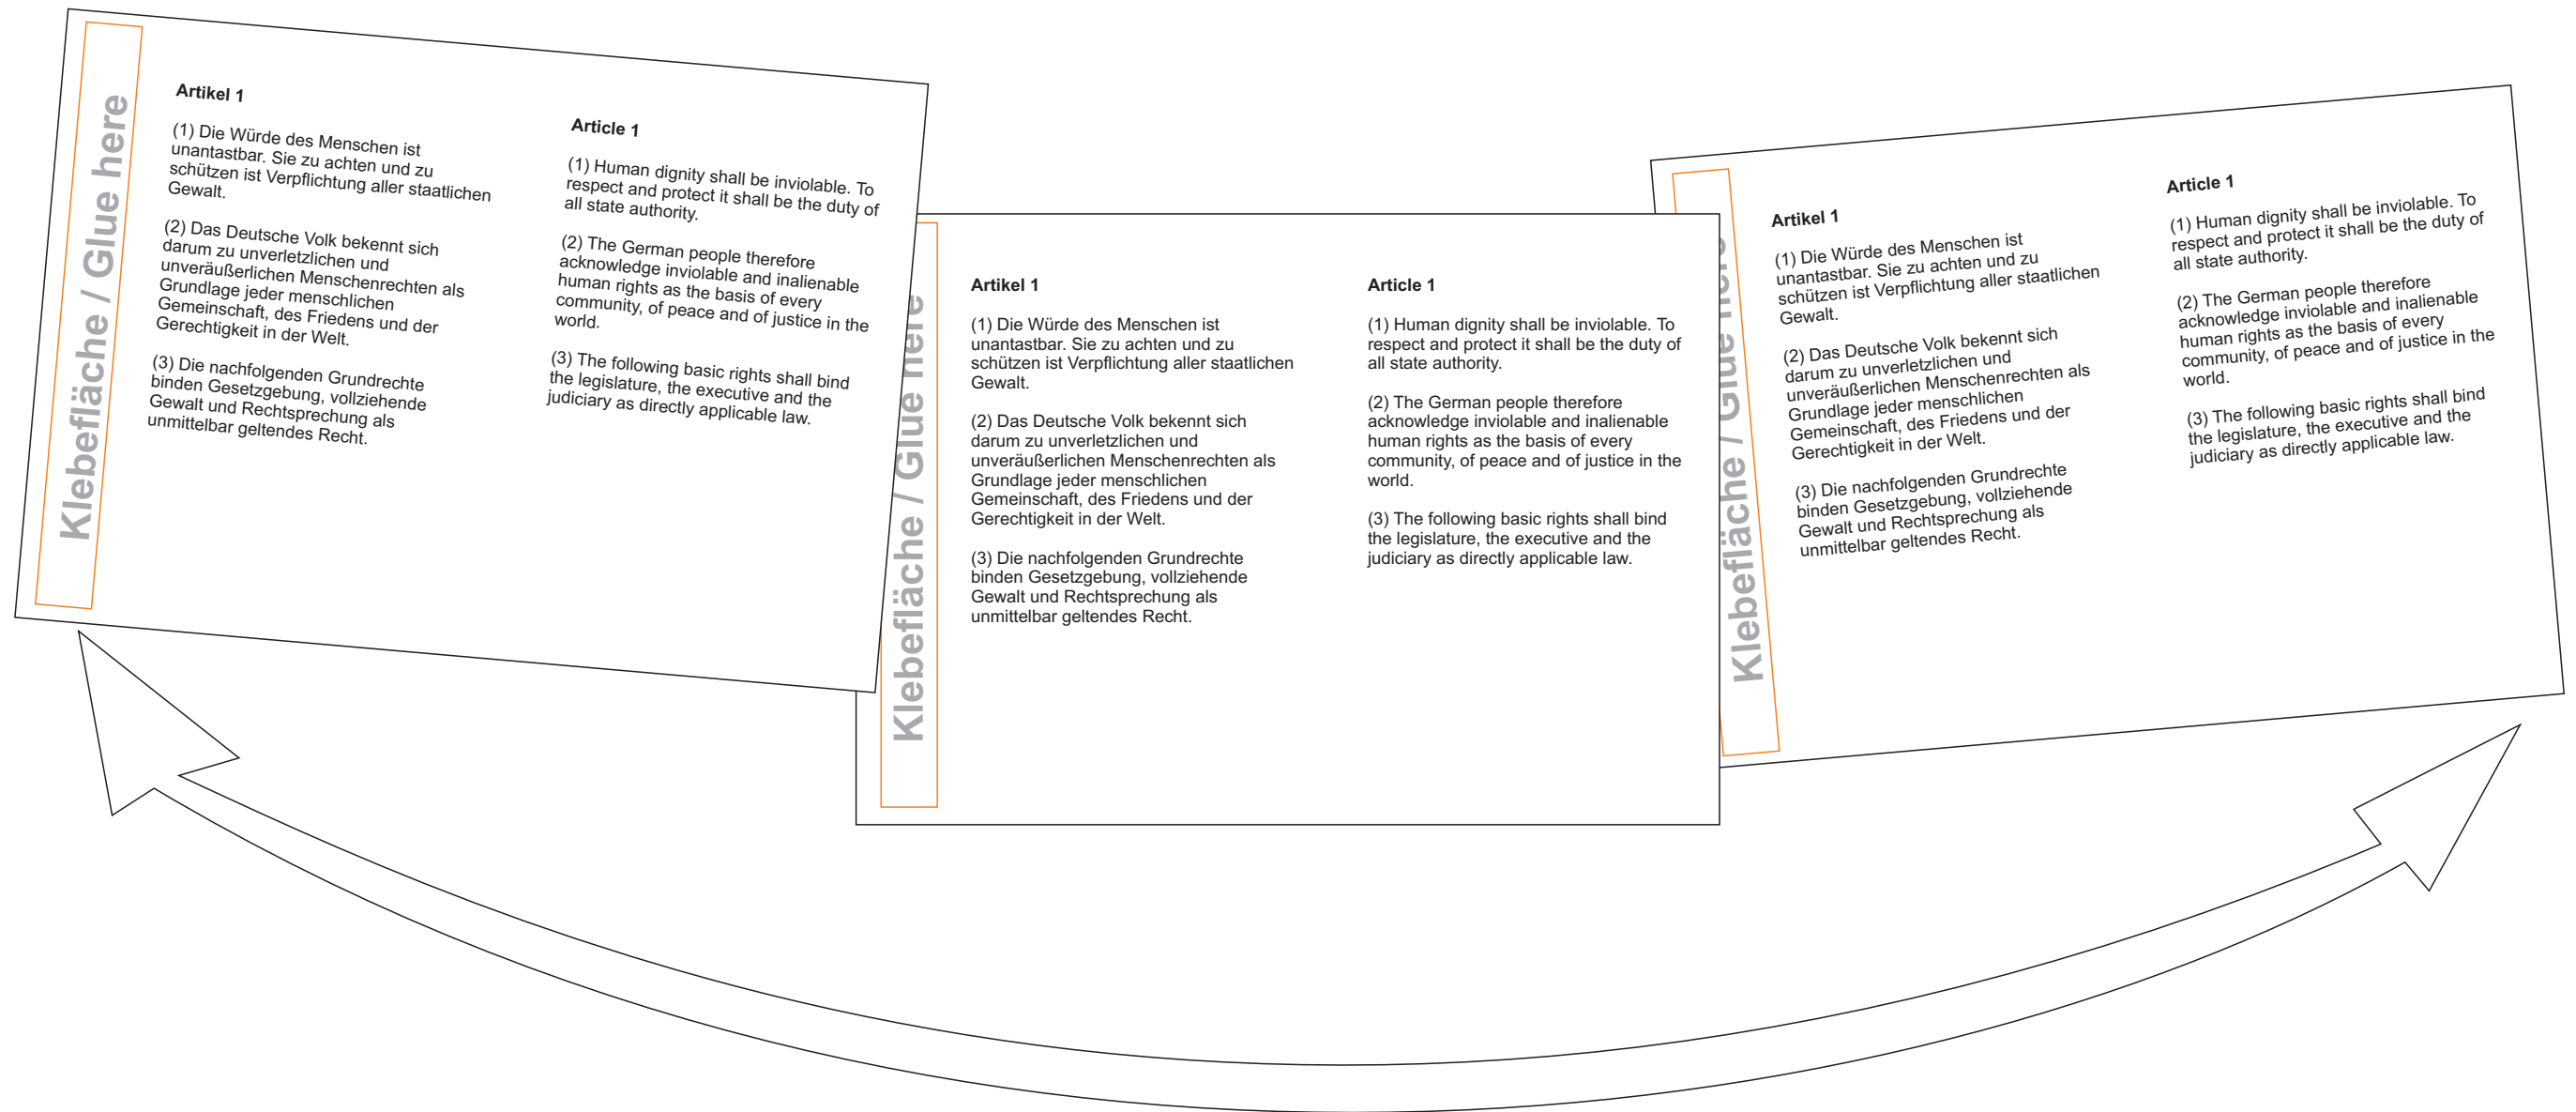 Klebefläche / Glue here
Artikel 1
(1) Die Würde des Menschen ist
unantastbar. Sie zu achten und zu
schützen ist Verpflichtung aller staatlichen
Gewalt.
(2) Das Deutsche Volk bekennt sich
darum zu unverletzlichen und
unveräußerlichen Menschenrechten als
Grundlage jeder menschlichen
Gemeinschaft, des Friedens und der
Gerechtigkeit in der Welt.
(3) Die nachfolgenden Grundrechte
binden Gesetzgebung, vollziehende
Gewalt und Rechtsprechung als
unmittelbar geltendes Recht.
Article 1
(1) Human dignity shall be inviolable. To
respect and protect it shall be the duty of
all state authority.
(2) The German people therefore
acknowledge inviolable and inalienable
human rights as the basis of every
community, of peace and of justice in the
world.
(3) The following basic rights shall bind
the legislature, the executive and the
judiciary as directly applicable law.
Klebefläche / Glue here
Artikel 1
(1) Die Würde des Menschen ist
unantastbar. Sie zu achten und zu
schützen ist Verpflichtung aller staatlichen
Gewalt.
(2) Das Deutsche Volk bekennt sich
darum zu unverletzlichen und
unveräußerlichen Menschenrechten als
Grundlage jeder menschlichen
Gemeinschaft, des Friedens und der
Gerechtigkeit in der Welt.
(3) Die nachfolgenden Grundrechte
binden Gesetzgebung, vollziehende
Gewalt und Rechtsprechung als
unmittelbar geltendes Recht.
Article 1
(1) Human dignity shall be inviolable. To
respect and protect it shall be the duty of
all state authority.
(2) The German people therefore
acknowledge inviolable and inalienable
human rights as the basis of every
community, of peace and of justice in the
world.
(3) The following basic rights shall bind
the legislature, the executive and the
judiciary as directly applicable law.
Klebefläche / Glue here
Artikel 1
(1) Die Würde des Menschen ist
unantastbar. Sie zu achten und zu
schützen ist Verpflichtung aller staatlichen
Gewalt.
(2) Das Deutsche Volk bekennt sich
darum zu unverletzlichen und
unveräußerlichen Menschenrechten als
Grundlage jeder menschlichen
Gemeinschaft, des Friedens und der
Gerechtigkeit in der Welt.
(3) Die nachfolgenden Grundrechte
binden Gesetzgebung, vollziehende
Gewalt und Rechtsprechung als
unmittelbar geltendes Recht.
Article 1
(1) Human dignity shall be inviolable. To
respect and protect it shall be the duty of
all state authority.
(2) The German people therefore
acknowledge inviolable and inalienable
human rights as the basis of every
community, of peace and of justice in the
world.
(3) The following basic rights shall bind
the legislature, the executive and the
judiciary as directly applicable law.